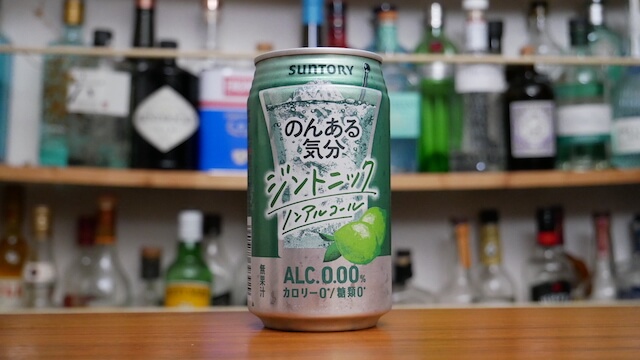 SUNTORY
のんある
気分
ジントニック
ノンアルコール
無果汁
ALC.0.00%
カロリー0*/糖類0*